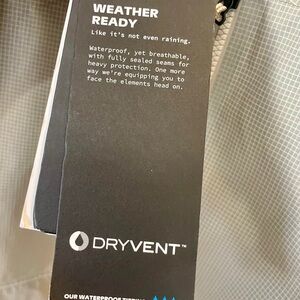 WEATHER
READY
Like it's not even raining.
Waterproof, yet breathable,
with fully sealed seams for
heavy protection. One more
way we're equipping you to
face the elements head on.
DRYVENT™
OUR WATERPROOF